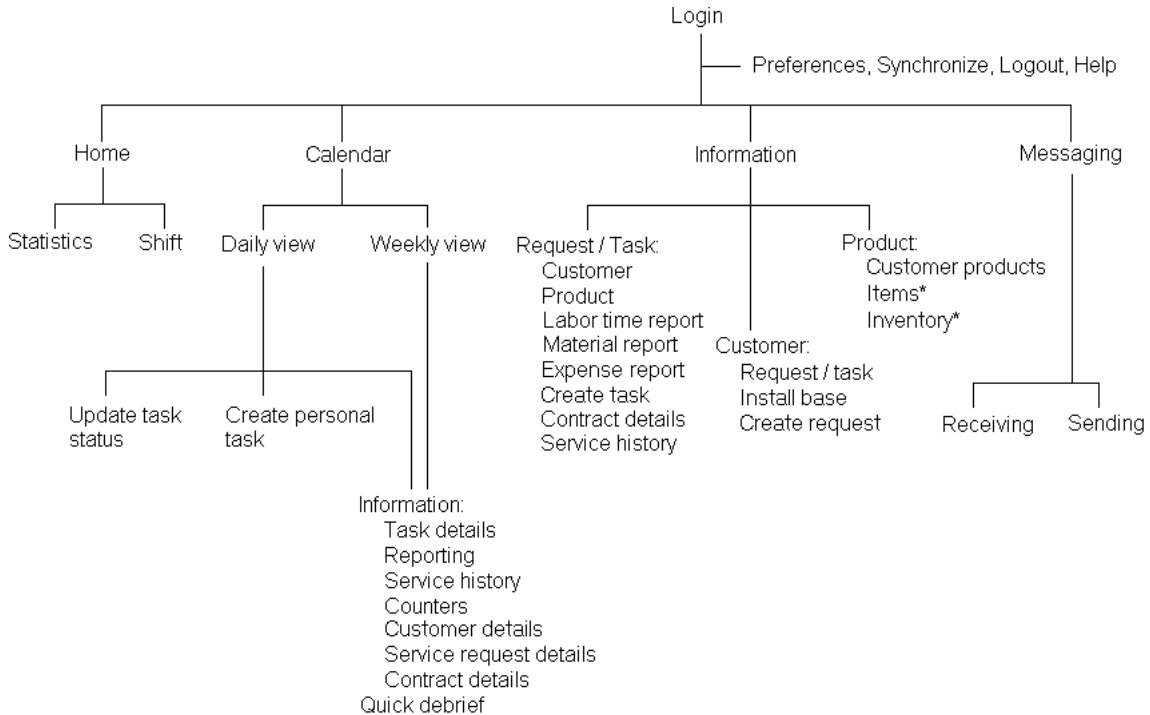 Login
Preferences, Synchronize, Logout, Help
Home
Calendar
Information
Messaging
Statistics
Shift
Daily view
Weekly view
Request / Task:
Customer
Product
Labor time report
Material report
Expense report
Create task
Contract details
Service history
Customer:
Request / task
Install base
Create request
Product:
Customer products
Items*
Inventory*
Receiving
Sending
Update task
status
Create personal
task
Information:
Task details
Reporting
Service history
Counters
Customer details
Service request details
Contract details
Quick debrief